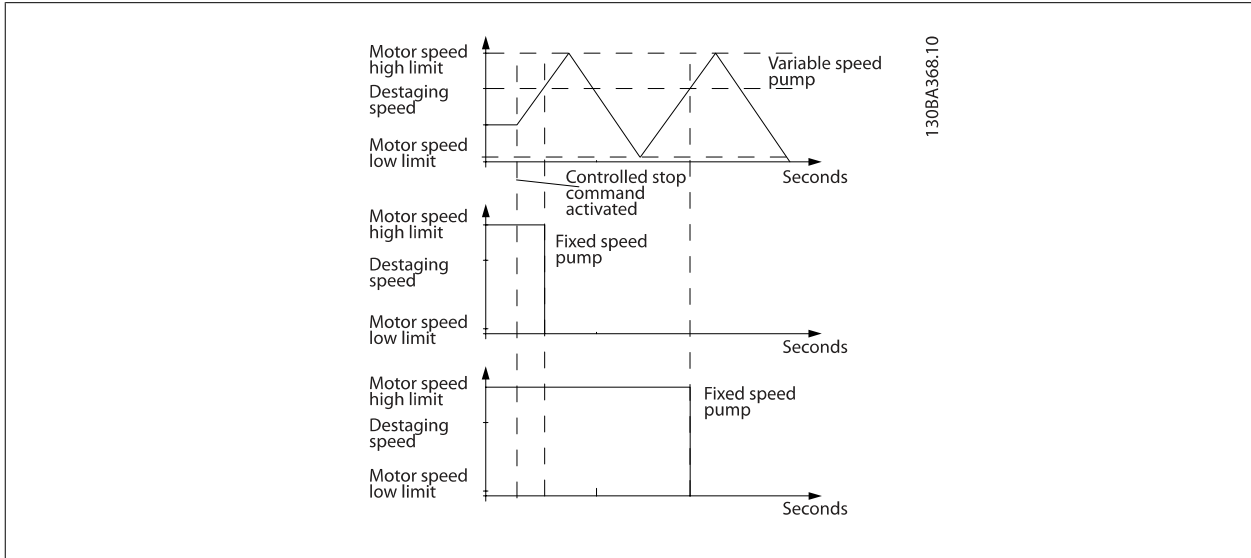 Motor speed
high limit
Destaging
speed
Motor speed
low limit
Variable speed
pump
Seconds
Controlled stop
command
activated
130BA368.10
Motor speed
high limit
Destaging
speed
Motor speed
low limit
Fixed speed
pump
Seconds
Motor speed
high limit
Destaging
speed
Motor speed
low limit
Fixed speed
pump
Seconds